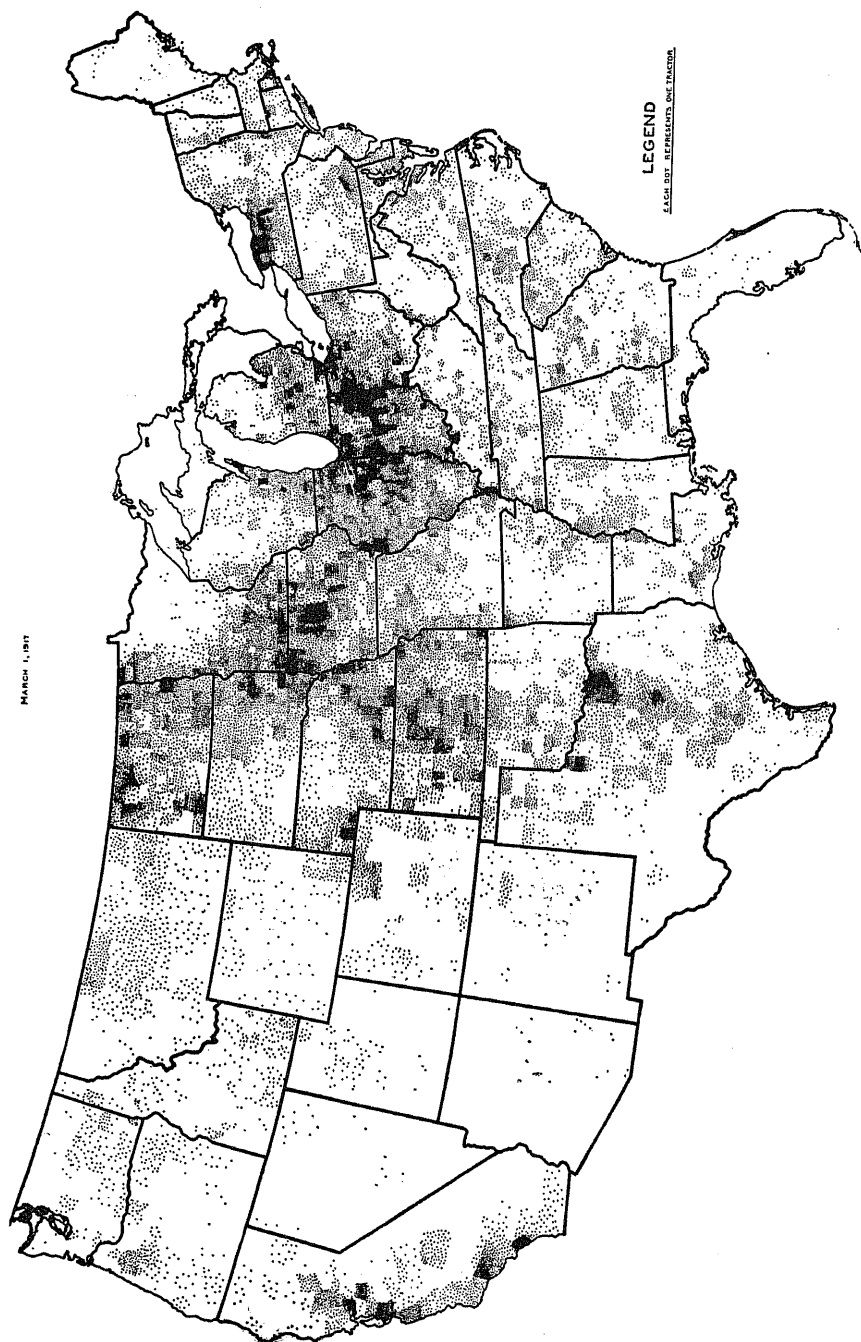 MARCH 1, 1917
LEGEND
EACH DOT REPRESENTS ONE TRACTOR